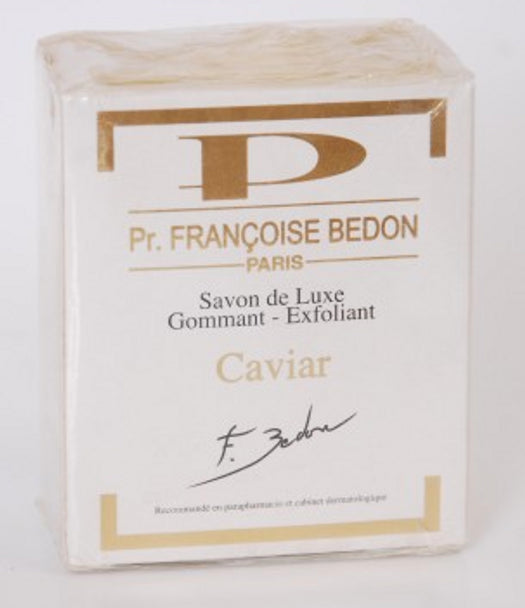 P
Pr. FRANÇOISE BEDON
PARIS
Savon de Luxe
Gommant - Exfoliant
Caviar
F. Bedon
Recommandé en parapharmacie et cabinet dermatologique